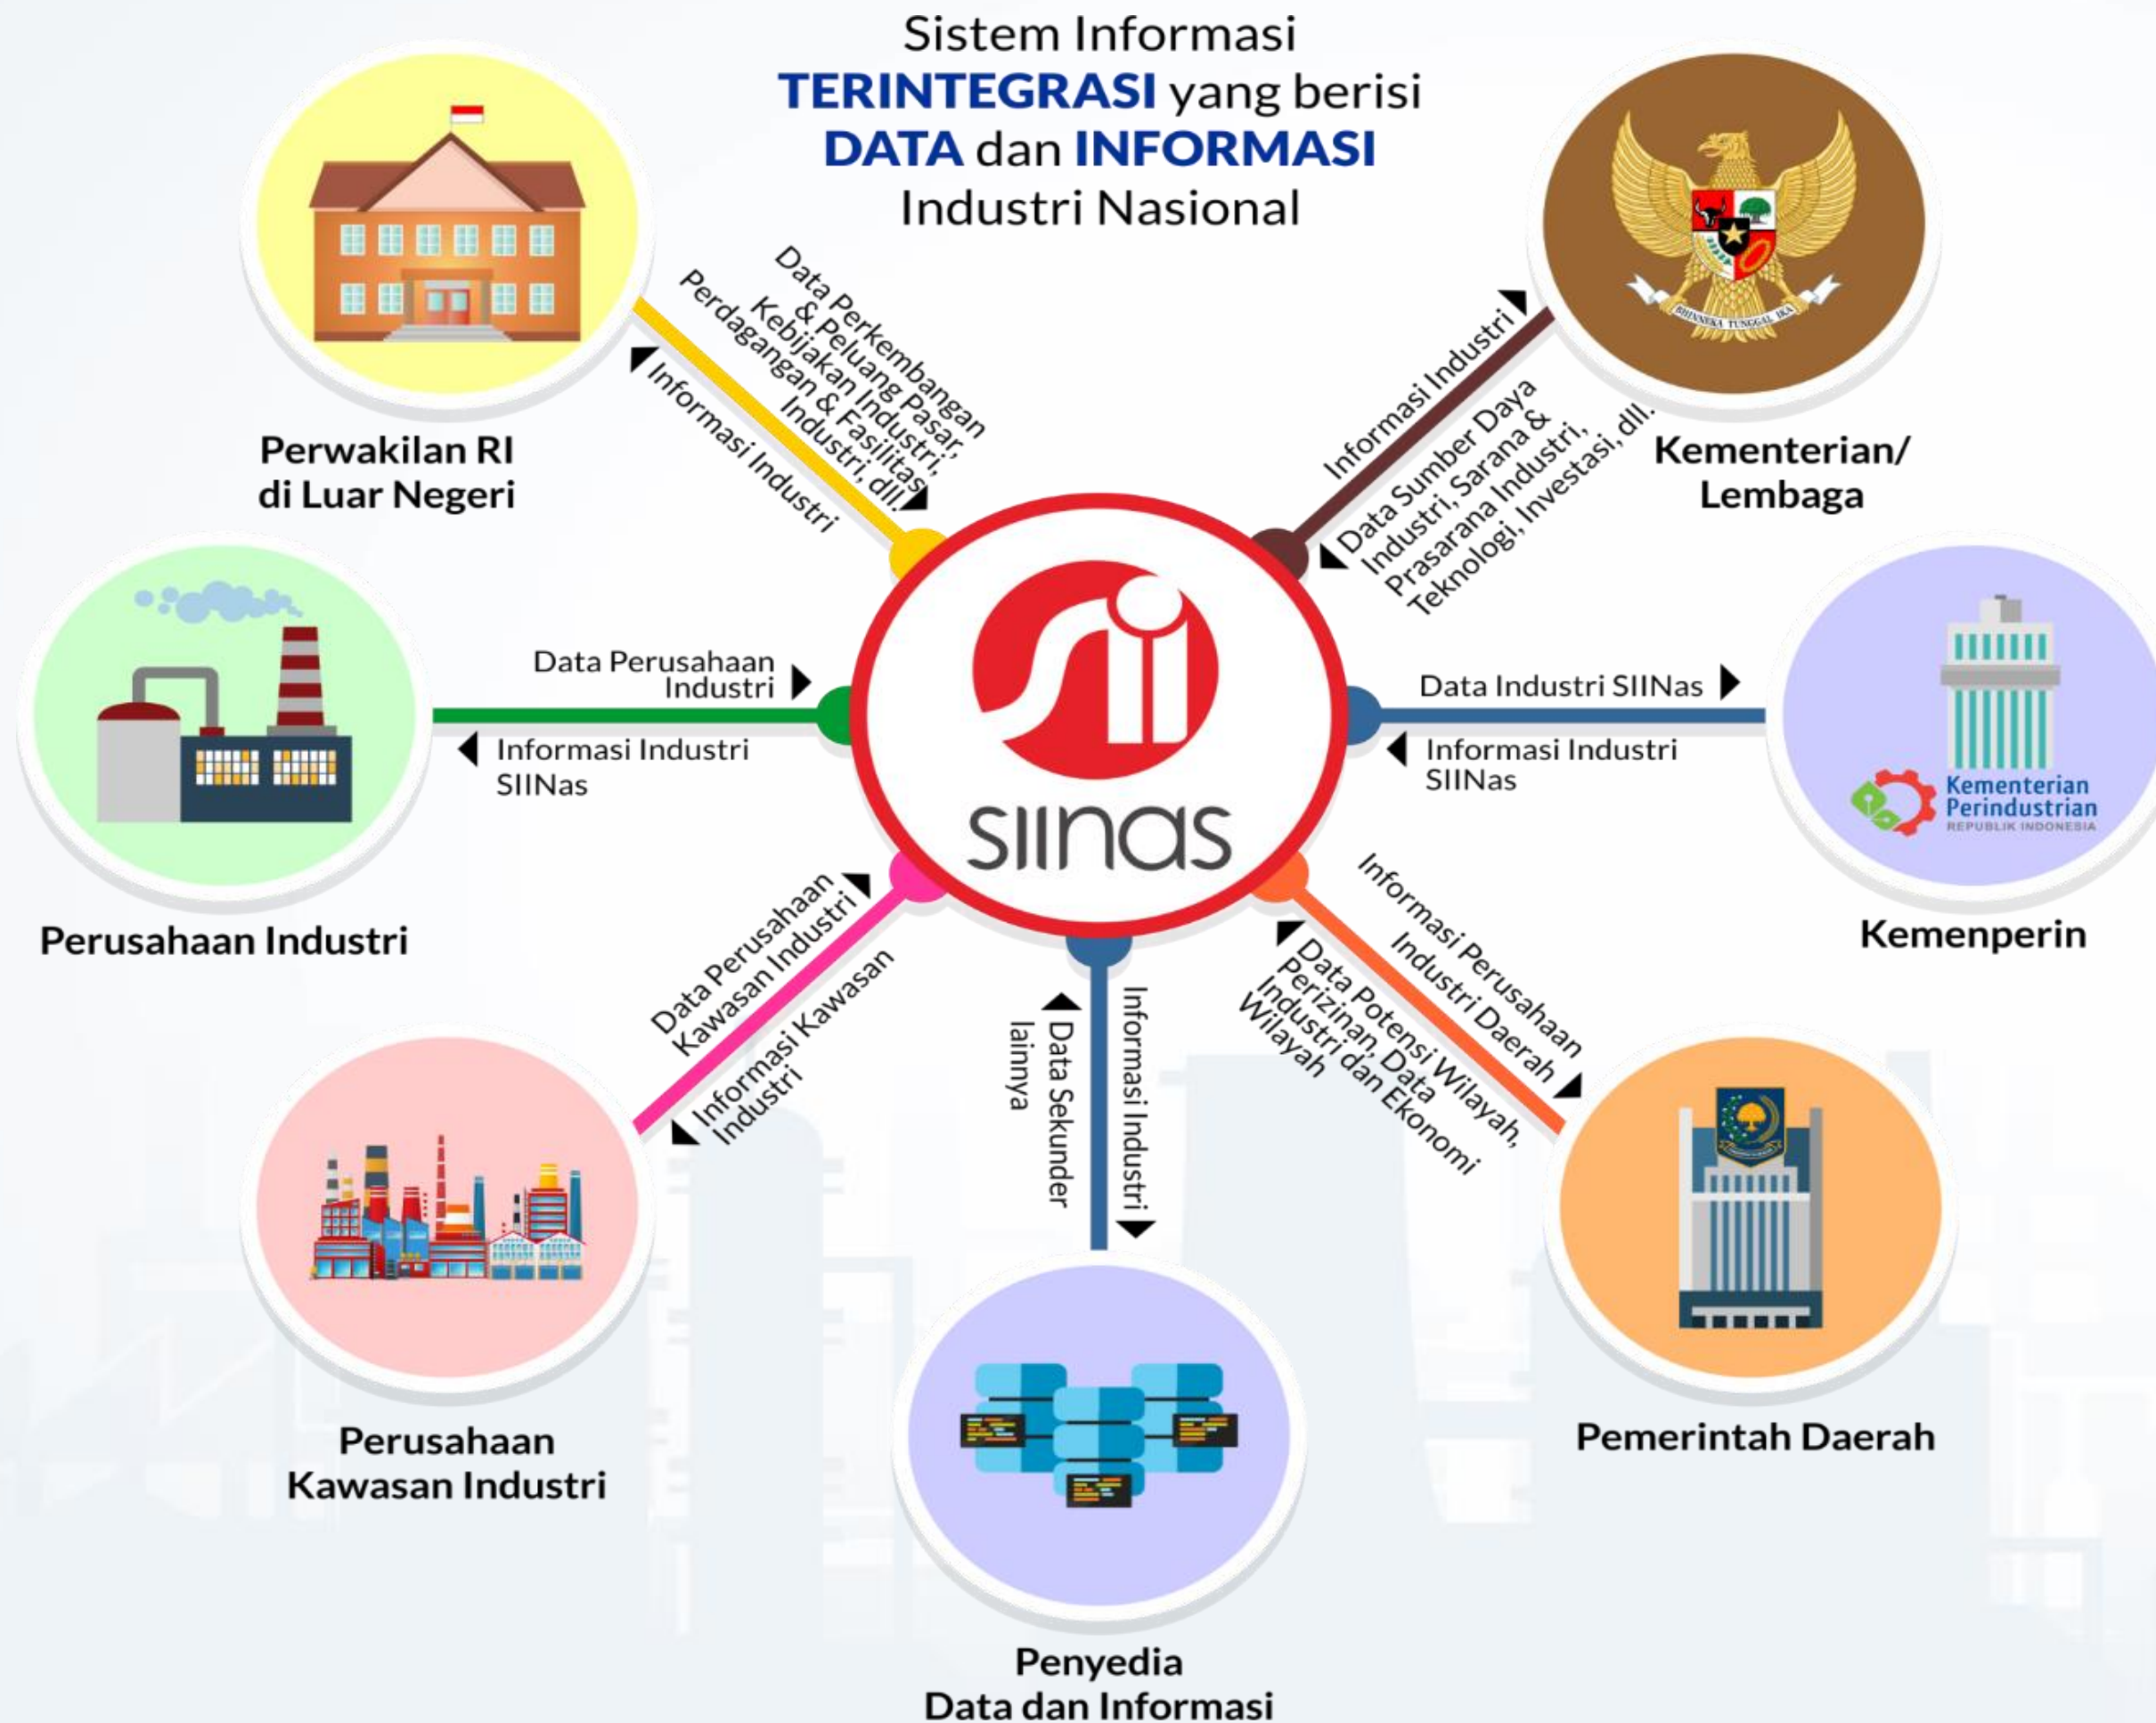 Sistem Informasi
TERINTEGRASI yang berisi
DATA dan INFORMASI
Industri Nasional
Perwakilan RI
di Luar Negeri
Data Perkembangan
& Peluang Pasar,
Kebijakan Industri,
Perdagangan & Fasilitas
Industri, dll.
Informasi Industri
BHINNEKA TUNGGAL IKA
Kementerian/
Lembaga
Informasi Industri
Data Sumber Daya
Industri, Sarana &
Prasarana Industri,
Teknologi, Investasi, dll.
Perusahaan Industri
Data Perusahaan
Industri
Informasi Industri
SIINas
siinas
Data Industri SIINas
Informasi Industri
SIINas
Kementerian
Perindustrian
REPUBLIK INDONESIA
Kemenperin
Data Perusahaan
Kawasan Industri
Informasi Kawasan
Industri
Perusahaan
Kawasan Industri
Data Sekunder
lainnya
Informasi Industri
Penyedia
Data dan Informasi
Informasi Perusahaan
Industri Daerah
Data Potensi Wilayah,
Perizinan, Data
Industri dan Ekonomi
Wilayah
Pemerintah Daerah